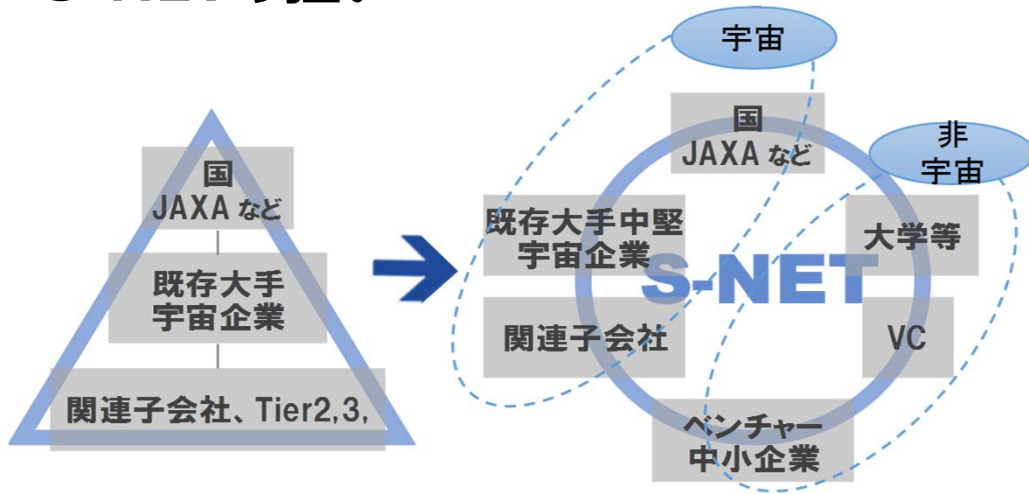 国
JAXA など
既存大手
宇宙企業
関連子会社、Tier2,3,
宇宙
非
宇宙
国
JAXA など
既存大手中堅
宇宙企業
大学等
S-NET
関連子会社
VC
ベンチャー
中小企業